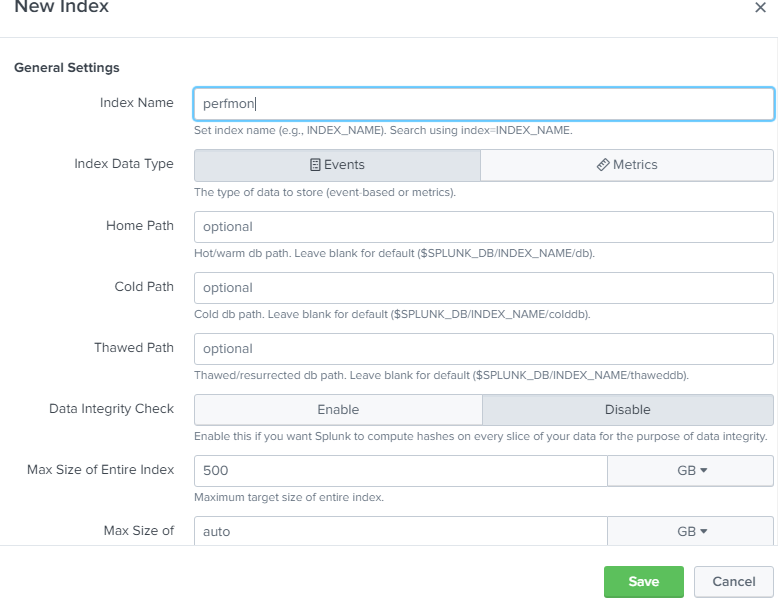 New Index
General Settings
Index Name
perfmon
Set index name (e.g., INDEX_NAME). Search using index=INDEX_NAME.
Index Data Type
Events
Metrics
The type of data to store (event-based or metrics).
Home Path
optional
Hot/warm db path. Leave blank for default ($SPLUNK_DB/INDEX_NAME/db).
Cold Path
optional
Cold db path. Leave blank for default ($SPLUNK_DB/INDEX_NAME/colddb).
Thawed Path
optional
Thawed/resurrected db path. Leave blank for default ($SPLUNK_DB/INDEX_NAME/thaweddb).
Data Integrity Check
Enable
Disable
Enable this if you want Splunk to compute hashes on every slice of your data for the purpose of data integrity.
Max Size of Entire Index
500
GB
Maximum target size of entire index.
Max Size of
auto
GB
Save
Cancel